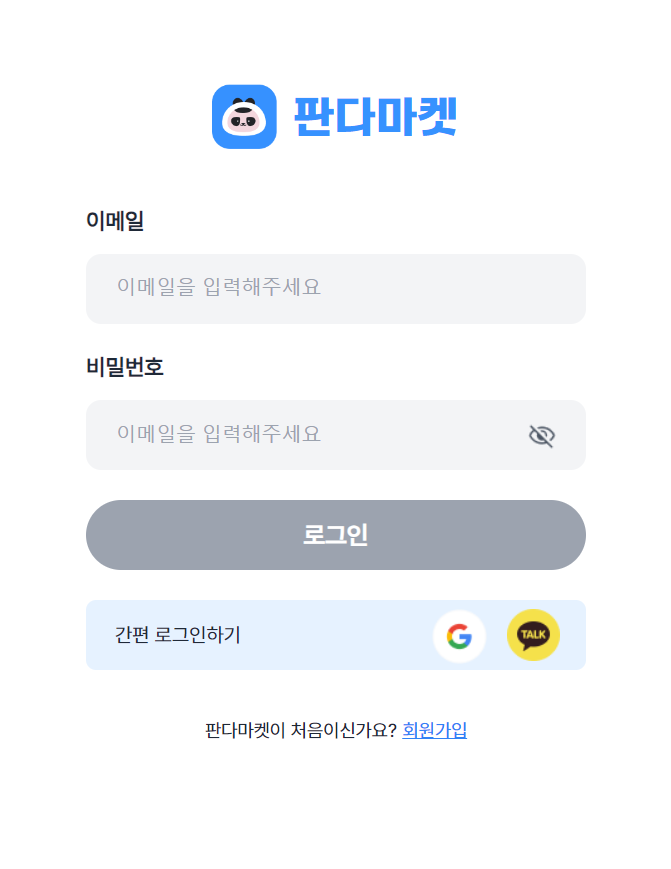 판다마켓
이메일
이메일을 입력해주세요
비밀번호
이메일을 입력해주세요
로그인
간편 로그인하기
TALK
판다마켓이 처음이신가요? 회원가입